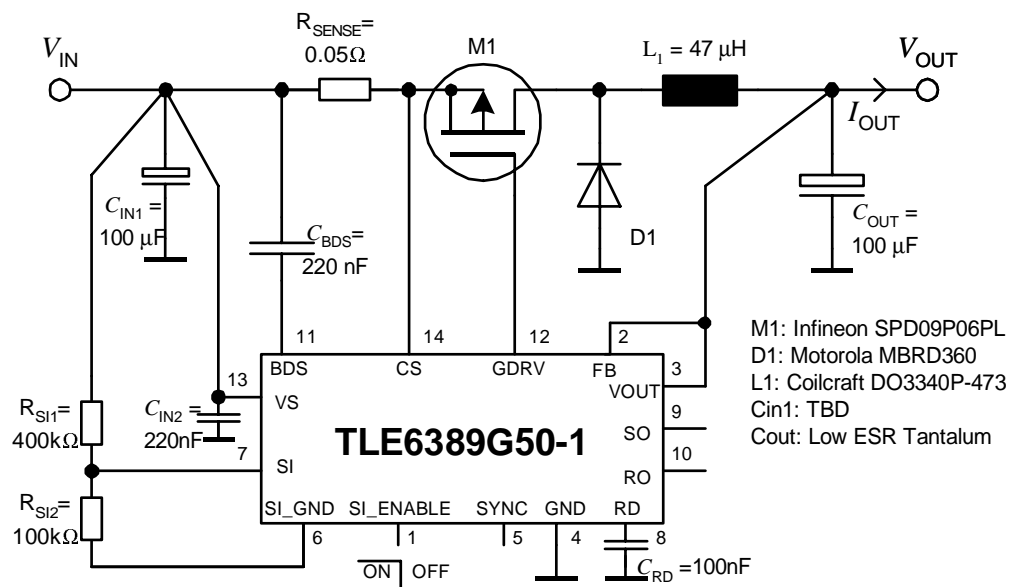 R_SENSE=
0.05Ω
M1
L₁ = 47 μH
V_IN
V_OUT
I_OUT
C_IN1 =
100 μF
C_BDS=
220 nF
D1
C_OUT =
100 μF
11
14
12
2
M1: Infineon SPD09P06PL
D1: Motorola MBRD360
L1: Coilcraft DO3340P-473
Cin1: TBD
Cout: Low ESR Tantalum
13
BDS
CS
GDRV
FB
3
VOUT
VS
R_SI1=
400kΩ
C_IN2 =
220nF
9
SO
TLE6389G50-1
7
SI
10
RO
R_SI2=
100kΩ
SI_GND
SI_ENABLE
SYNC
GND
RD
6
1
5
4
8
ON
OFF
C_RD =100nF